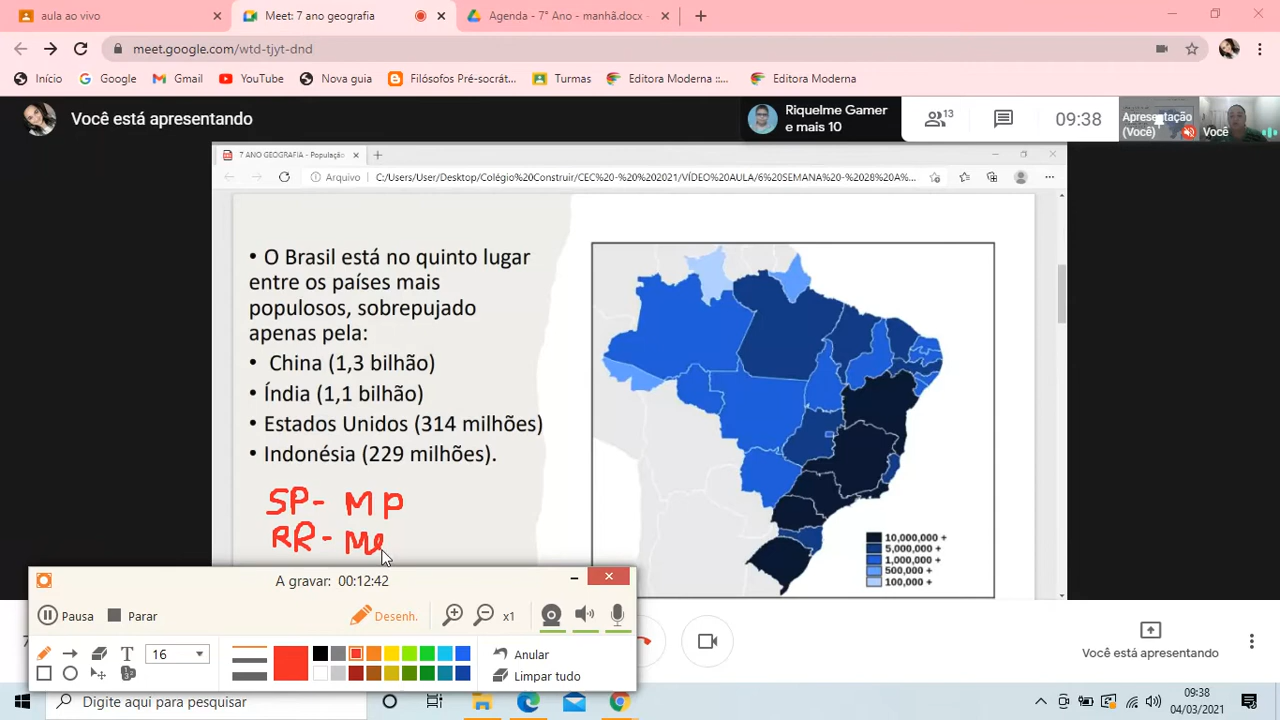 aula ao vivo
Meet: 7 ano geografia
Agenda - 7° Ano - manhã.docx
meet.google.com/wtd-tjyt-dnd
Início
Google
Gmail
YouTube
Nova guia
Filósofos Pré-socrát...
Turmas
Editora Moderna ::...
Editora Moderna
Você está apresentando
Riquelme Gamer
e mais 10
13
09:38
Apresentação
(Você)
Você
7 ANO GEOGRAFIA - Populaçã
Arquivo
C:/Users/User/Desktop/Colégio%20Construir/CEC%20-%20%202021/VÍDEO%20AULA/6%20SEMANA%20-%2028%20A%...
• O Brasil está no quinto lugar
entre os países mais
populosos, sobrepujado
apenas pela:
• China (1,3 bilhão)
• Índia (1,1 bilhão)
• Estados Unidos (314 milhões)
• Indonésia (229 milhões).
SP- M P
RR- Me
10,000,000 +
5,000,000 +
1,000,000 +
500,000 +
100,000 +
A gravar: 00:12:42
Pausa
Parar
Desenh.
x1
T
16
Anular
Limpar tudo
Você está apresentando
Digite aqui para pesquisar
09:38
04/03/2021